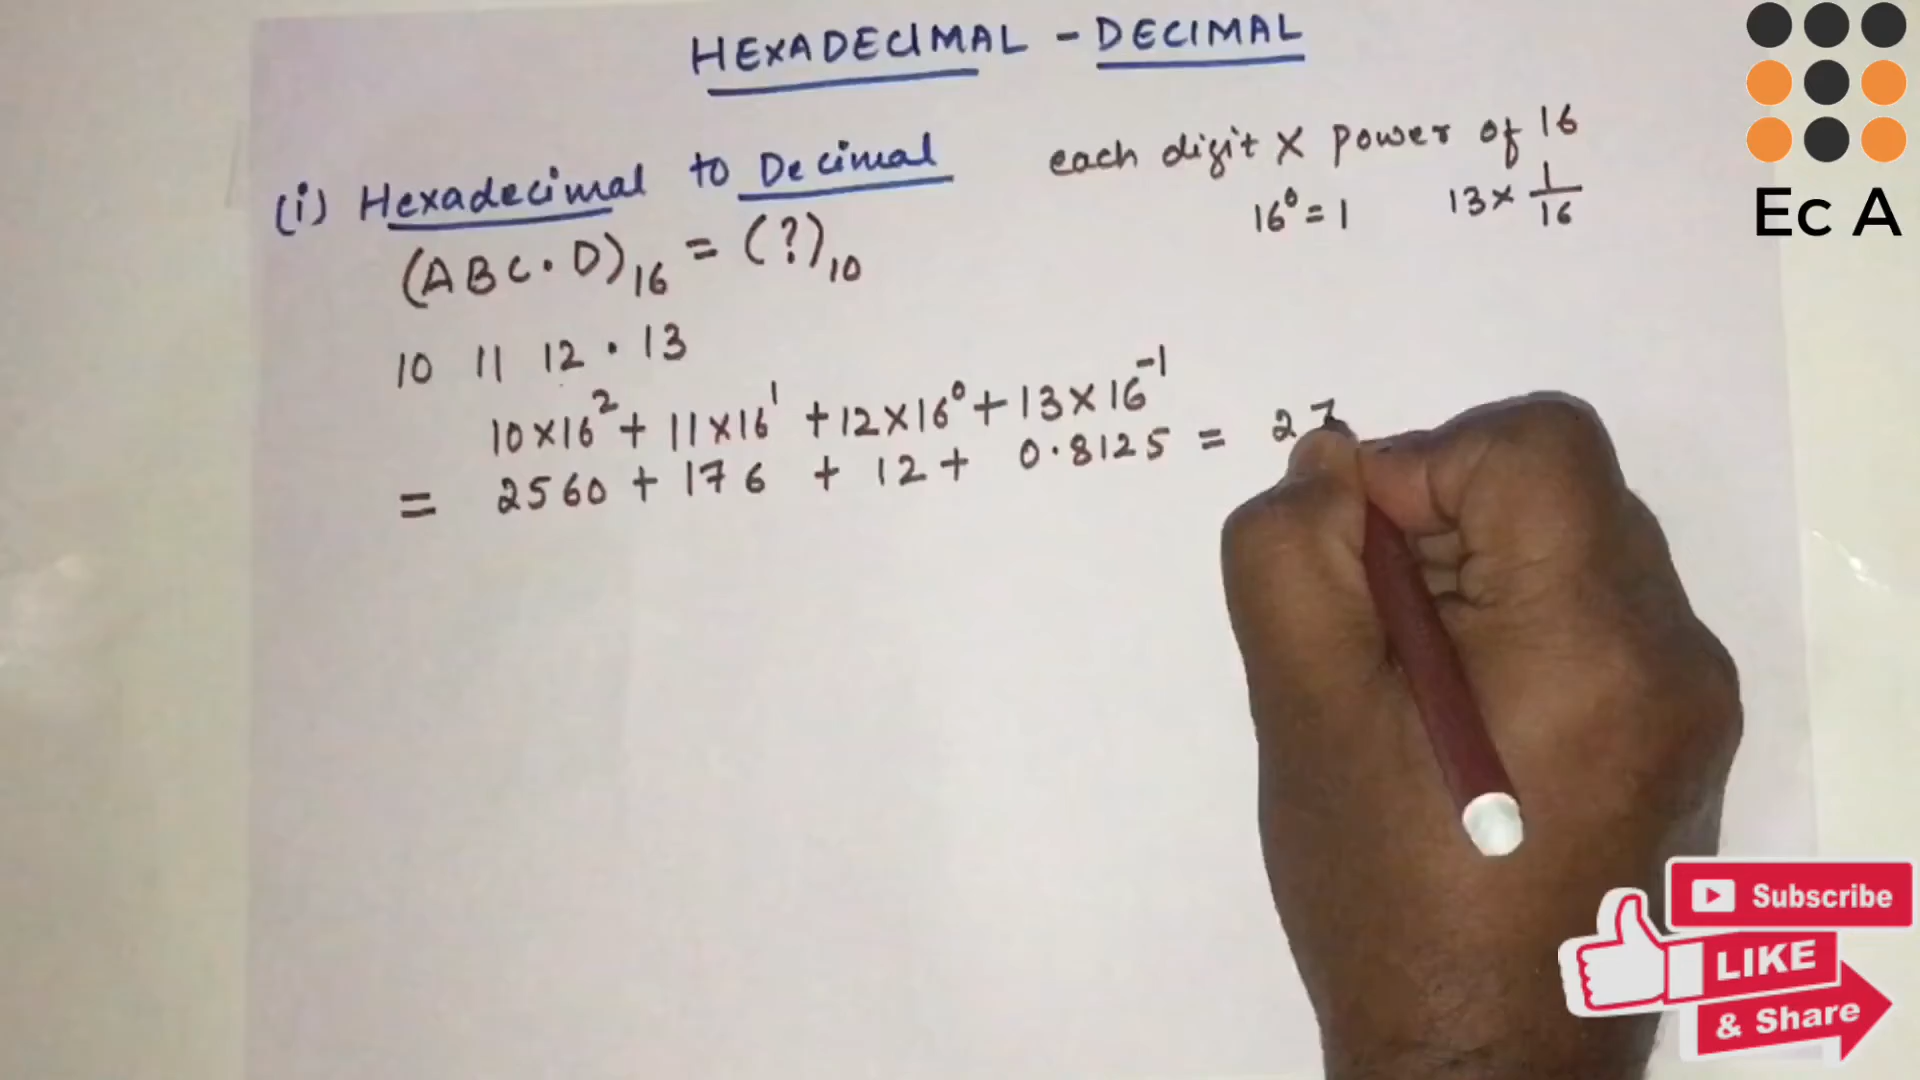 HEXADECIMAL - DECIMAL
(i) Hexadecimal to Decimal
each digit X power of 16
16⁰ = 1 13 × 1/16
(ABC.D)₁₆ = (?)₁₀
10 11 12 . 13
10×16² + 11×16¹ + 12×16⁰ + 13×16⁻¹
= 2560 + 176 + 12 + 0.8125 = 27
Ec A
Subscribe
LIKE
& Share